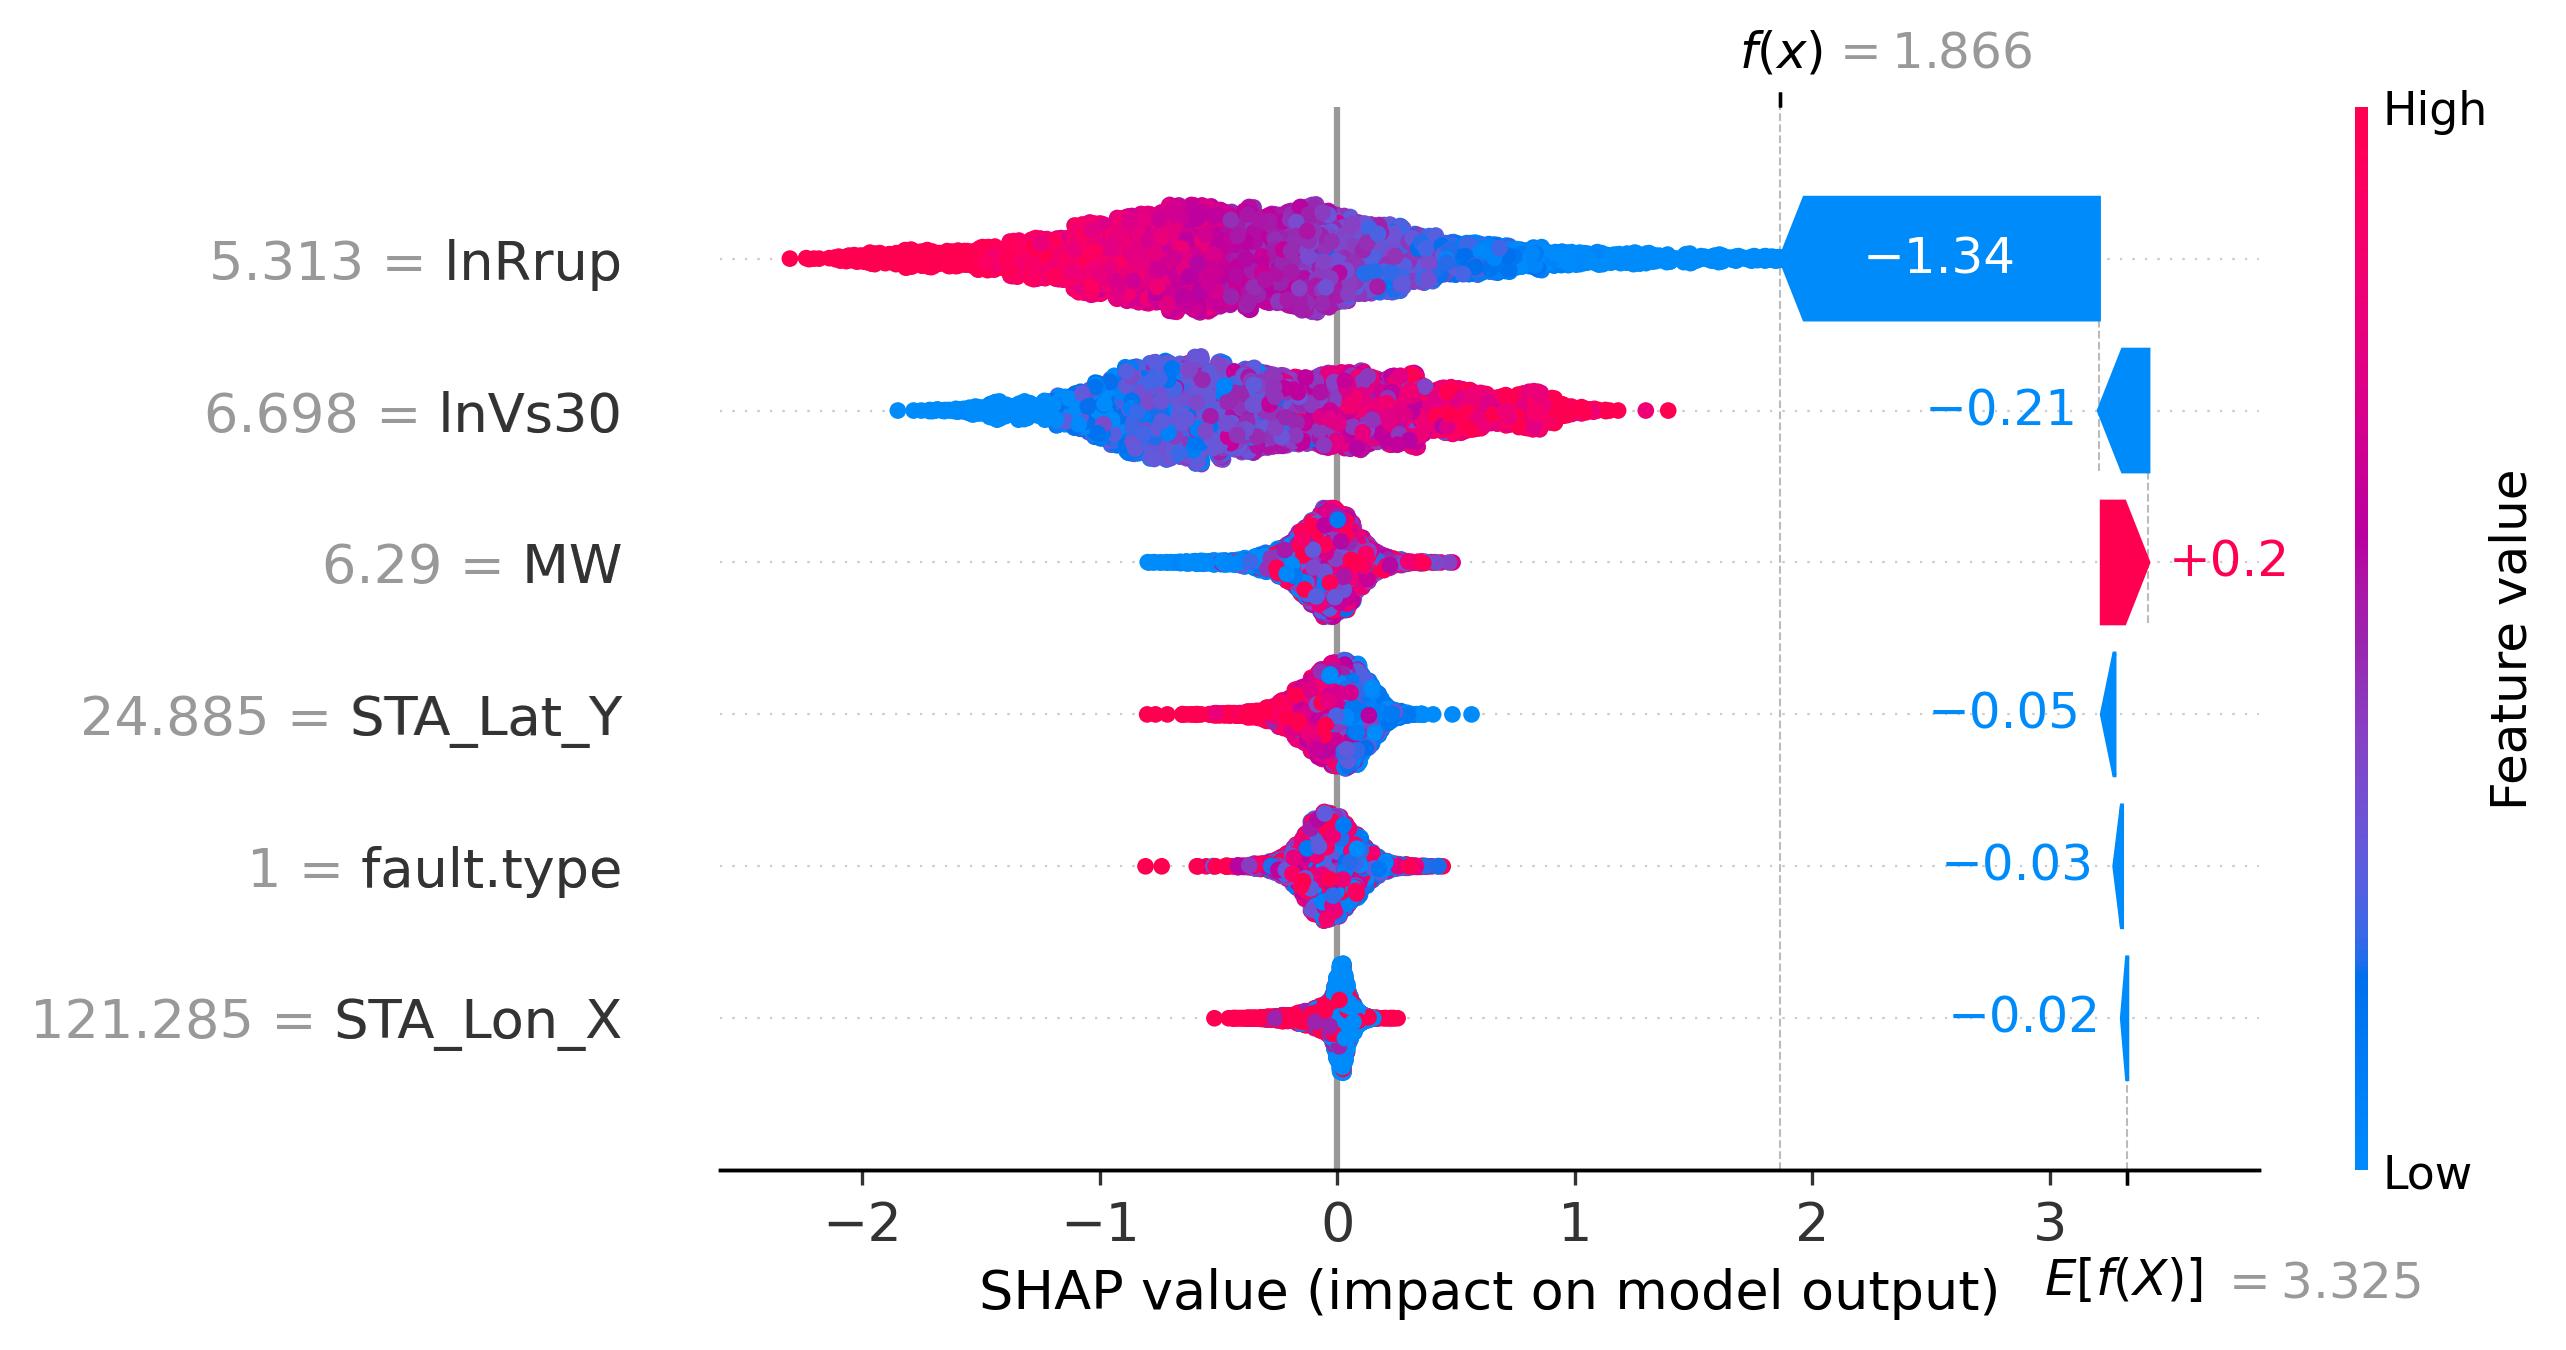 f(x) = 1.866
High
5.313 = lnRrup
−1.34
6.698 = lnVs30
−0.21
6.29 = MW
+0.2
24.885 = STA_Lat_Y
−0.05
1 = fault.type
−0.03
121.285 = STA_Lon_X
−0.02
Feature value
Low
−2 −1 0 1 2 3
SHAP value (impact on model output)
E[f(X)] = 3.325